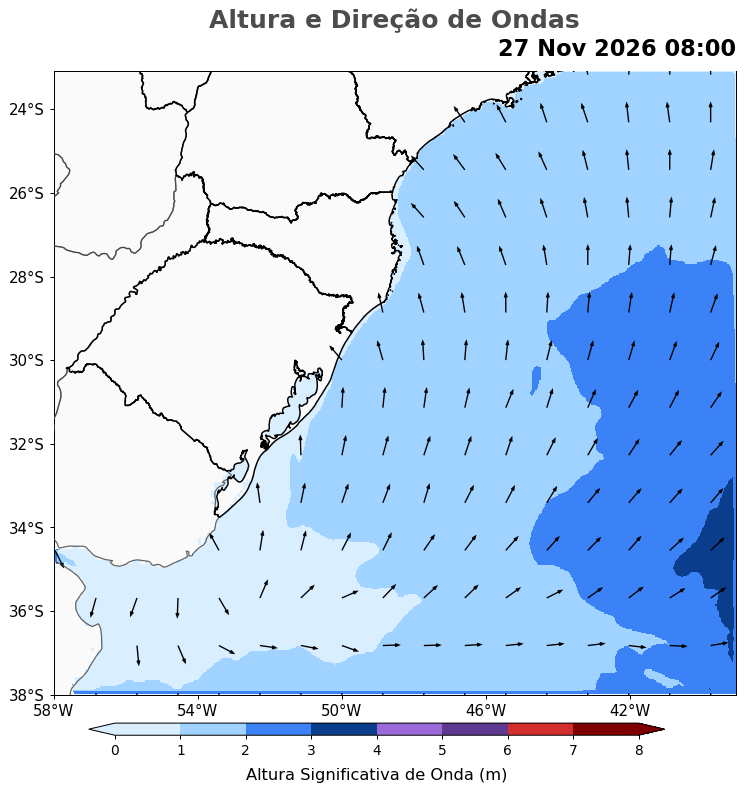 Altura e Direção de Ondas
27 Nov 2026 08:00
24°S
26°S
28°S
30°S
32°S
34°S
36°S
38°S
58°W 54°W 50°W 46°W 42°W
0 1 2 3 4 5 6 7 8
Altura Significativa de Onda (m)